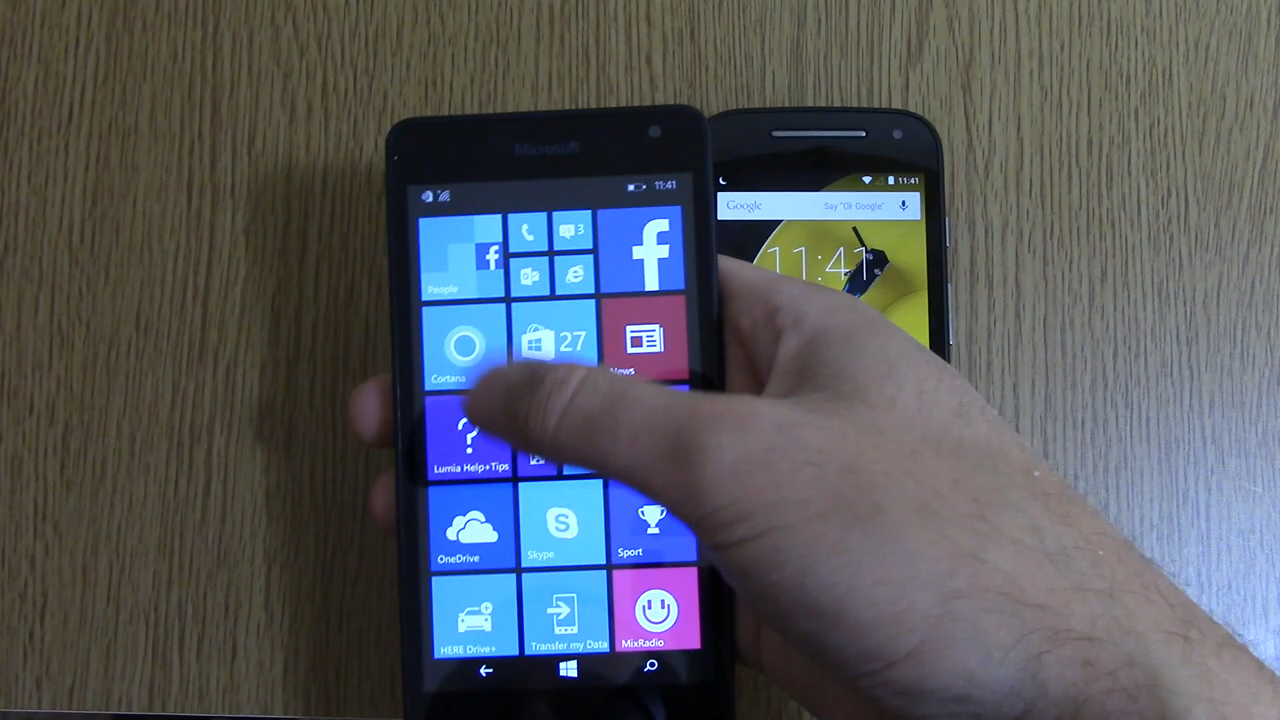 Microsoft
11:41
People
f
3
f
Cortana
27
News
Lumia Help+Tips
OneDrive
Skype
Sport
HERE Drive+
Transfer my Data
MixRadio
11:41
Google
Say "Ok Google"
11:41